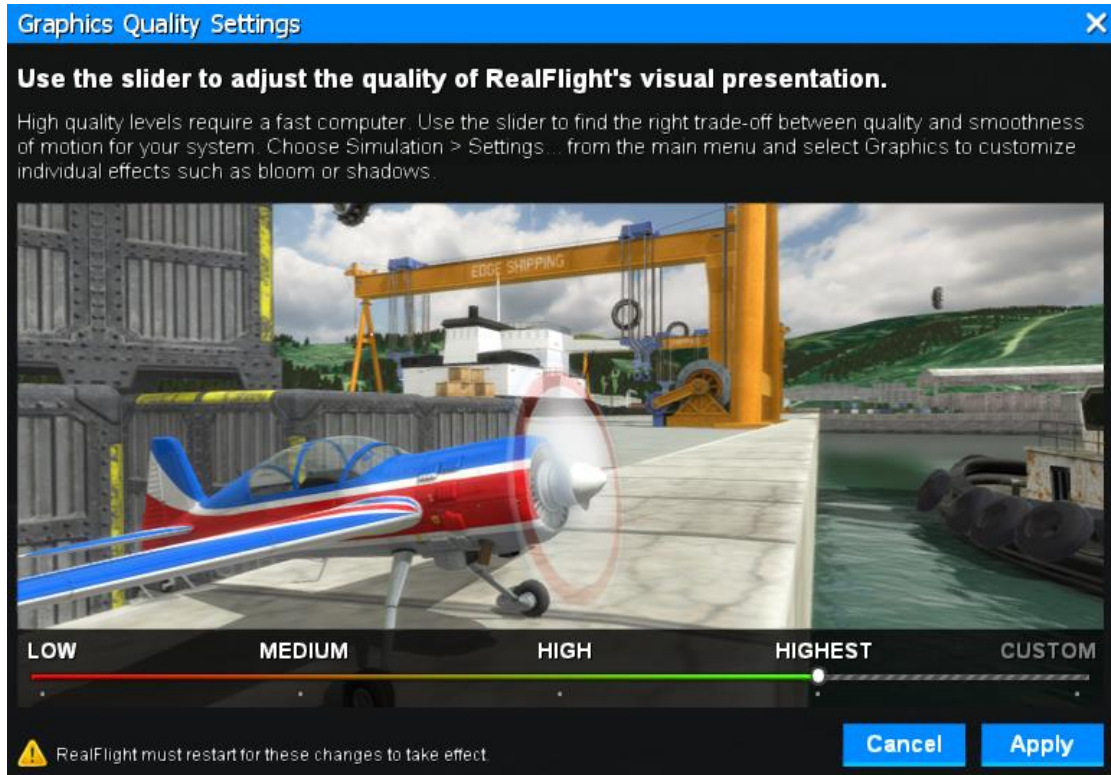 Graphics Quality Settings
Use the slider to adjust the quality of RealFlight's visual presentation.
High quality levels require a fast computer. Use the slider to find the right trade-off between quality and smoothness
of motion for your system. Choose Simulation > Settings... from the main menu and select Graphics to customize
individual effects such as bloom or shadows.
EDGE SHIPPING
LOW MEDIUM HIGH HIGHEST CUSTOM
RealFlight must restart for these changes to take effect.
Cancel Apply